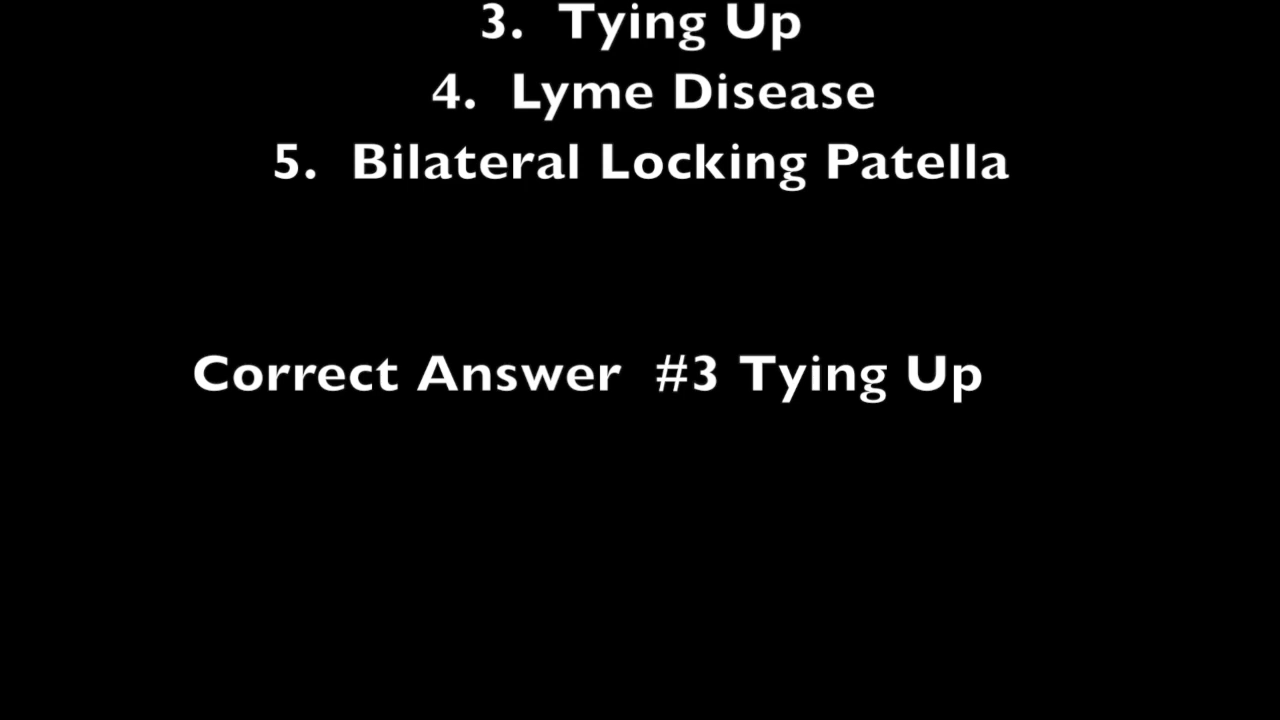 3. Tying Up
4. Lyme Disease
5. Bilateral Locking Patella
Correct Answer #3 Tying Up